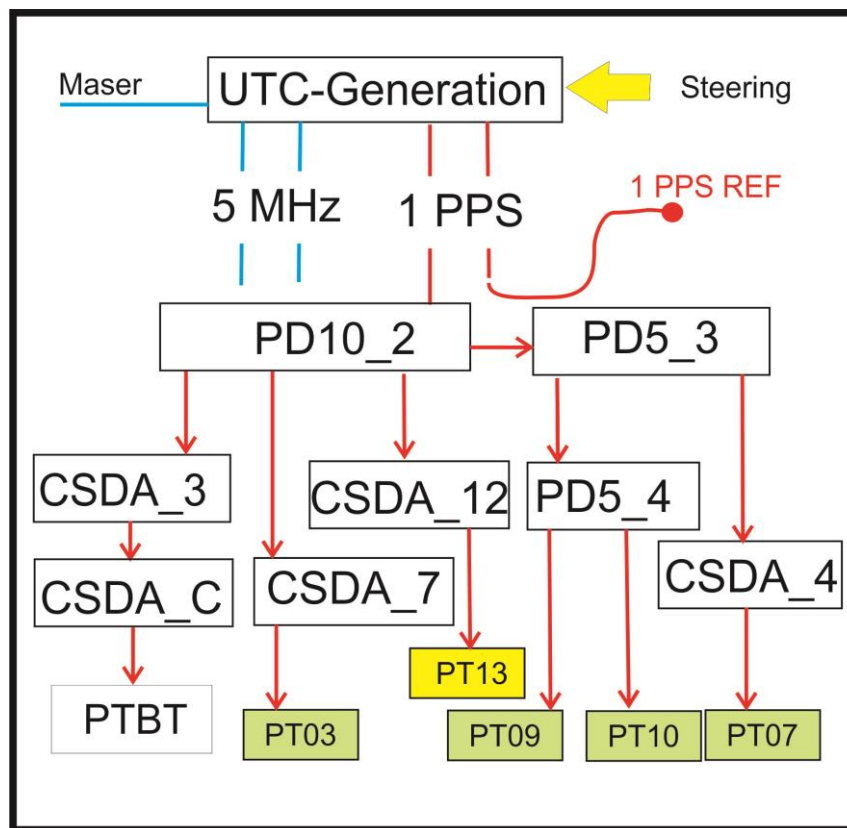 Maser
UTC-Generation
Steering
5 MHz
1 PPS
1 PPS REF
PD10_2
PD5_3
CSDA_3
CSDA_12
PD5_4
CSDA_C
CSDA_7
CSDA_4
PT13
PTBT
PT03
PT09
PT10
PT07